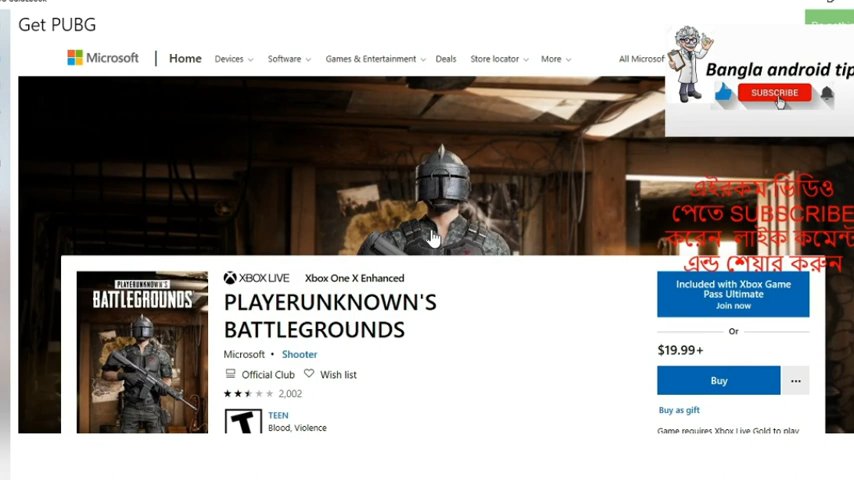 Get PUBG
Microsoft
Home Devices Software Games & Entertainment Deals Store locator More All Microsof
Bangla android tip
SUBSCRIBE
এইরকম ভিডিও
পেতে SUBSCRIBE
করেন লাইক কমেন্ট
এন্ড শেয়ার করুন
PLAYERUNKNOWN'S
BATTLEGROUNDS
XBOX LIVE Xbox One X Enhanced
PLAYERUNKNOWN'S
BATTLEGROUNDS
Microsoft • Shooter
Official Club Wish list
2,002
T
TEEN
Blood, Violence
Included with Xbox Game
Pass Ultimate
Join now
Or
$19.99+
Buy ...
Buy as gift
Game requires Xbox Live Gold to play